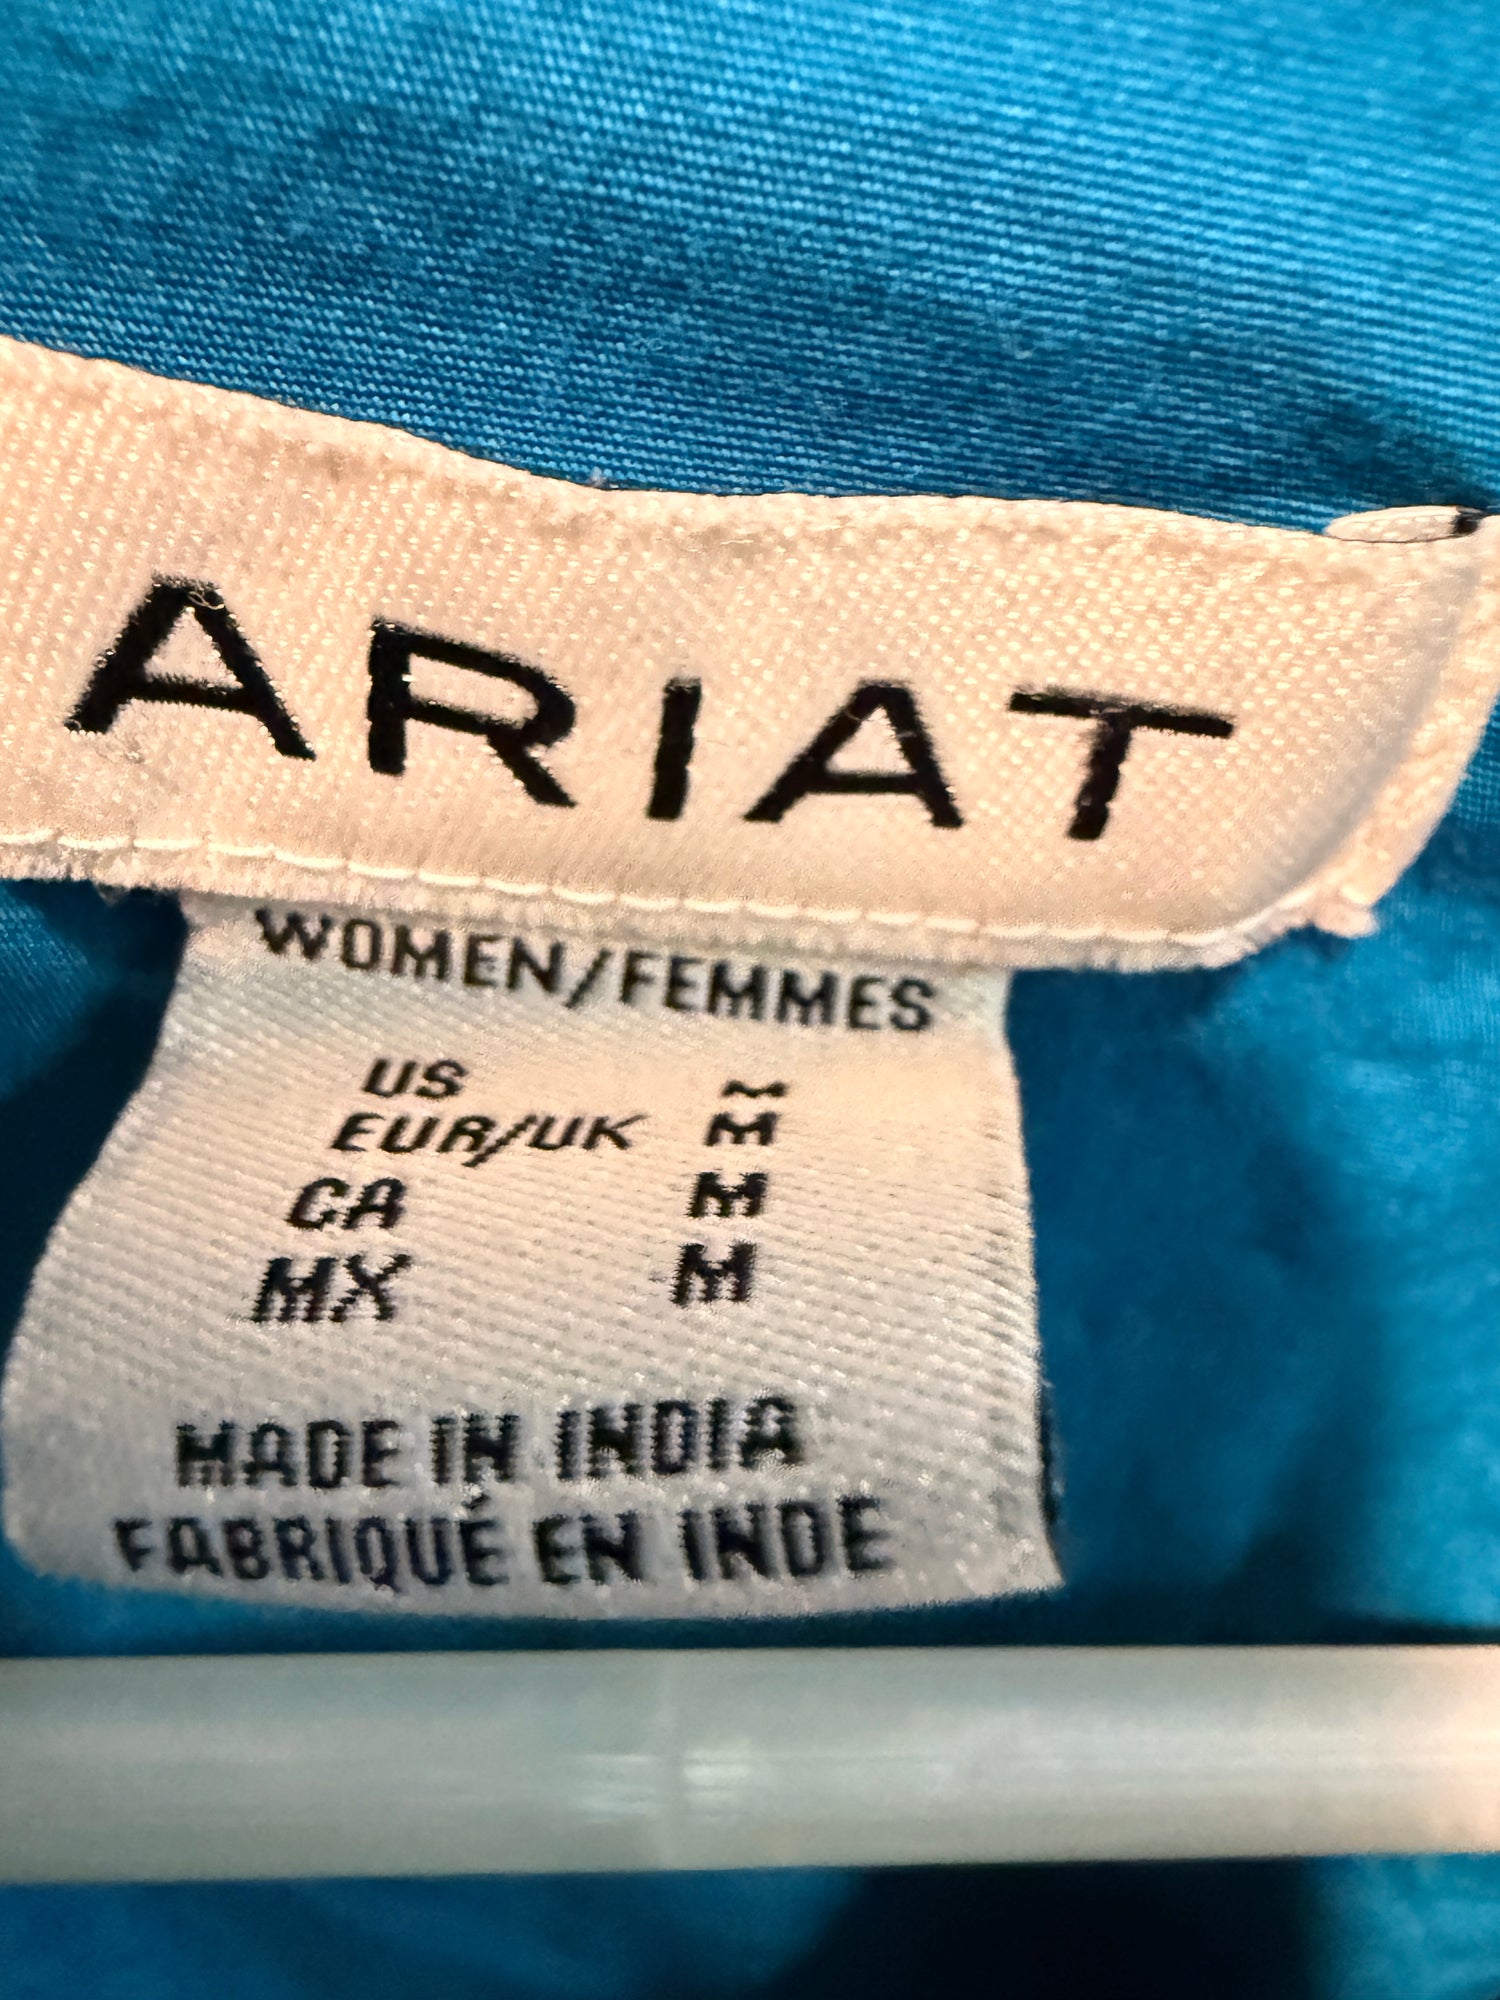 ARIAT
WOMEN/FEMMES
US M
EUR/UK M
CA M
MX M
MADE IN INDIA
FABRIQUÉ EN INDE